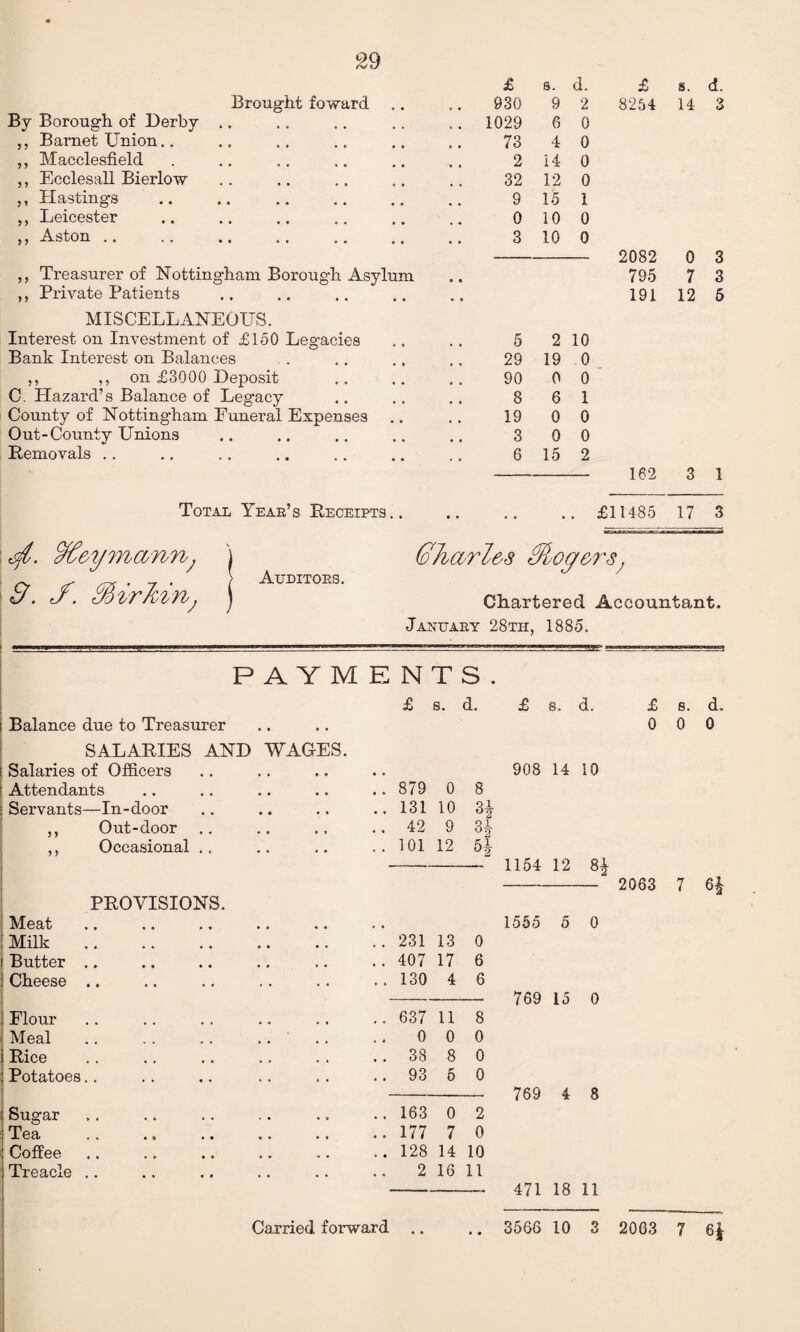 29
£ s. d. £ s. d.
Brought foward .. .. 930 9 2 8254 14 3
By Borough of Derby .. .. .. .. .. 1029 6 0
,, Barnet Union.. .. .. .. .. .. 73 4 0
,, Macclesfield . .. .. .. .. .. 2 14 0
,, Ecclesall Bierlow .. .. .. .. .. 32 12 0
,, Hastings .. .. .. .. .. .. 9 15 1
,, Leicester .. .. .. .. .. .. 0 10 0
,, Aston .. .. .. .. .. .. .. 3 10 0
2082 0 3
,, Treasurer of Nottingham Borough Asylum .. 795 7 3
,, Private Patients .. .. .. .. .. 191 12 5
MISCELLANEOUS.
Interest on Investment of £150 Legacies .. .. 5 2 10
Bank Interest on Balances . .. .. .. 29 19 0
,, ,, on £3000 Deposit .. .. .. 90 0 0
C. Hazard's Balance of Legacy .. .. .. 8 6 1
County of Nottingham Funeral Expenses .. .. 19 0 0
Out-County Unions .. .. .. .. .. 3 0 0
Removals .. .. .. .. .. .. .. 6 15 2
162 3 1
Total Year's Receipts.. .. .. .. £11485 17 3
A. Heymann, } Auditors. Charles Rogers,
S. J. Birkin, } Chartered Accountant.
January 28th, 1885.
PAYMENTS.
£ s. d. £ s. d. £ s. d.
Balance due to Treasurer .. .. 0 0 0
SALARIES AND WAGES.
Salaries of Officers .. .. .. .. 908 14 10
Attendants .. .. .. .. .. 879 0 8
Servants—In-door .. .. .. .. 131 10 3½
,, Out-door .. .. .. .. 42 9 3½
,, Occasional .. .. .. .. 101 12 5½
1154 12 8½
2063 7 6½
PROVISIONS.
Meat .. .. .. .. .. .. 1555 5 0
Milk .. .. .. .. .. .. 231 13 0
Butter .. .. .. .. .. .. 407 17 6
Cheese .. .. .. .. .. .. 130 4 6
769 15 0
Flour .. .. .. .. .. .. 637 11 8
Meal .. .. .. .. .. .. 0 0 0
Rice .. .. .. .. .. .. 38 8 0
Potatoes.. .. .. .. .. .. 93 5 0
769 4 8
Sugar .. .. .. .. .. .. 163 0 2
Tea .. .. .. .. .. .. 177 7 0
Coffee .. .. .. .. .. .. 128 14 10
Treacle .. .. .. .. .. .. 2 16 11
471 18 11
Carried forward .. .. 3566 10 3 2063 7 6½